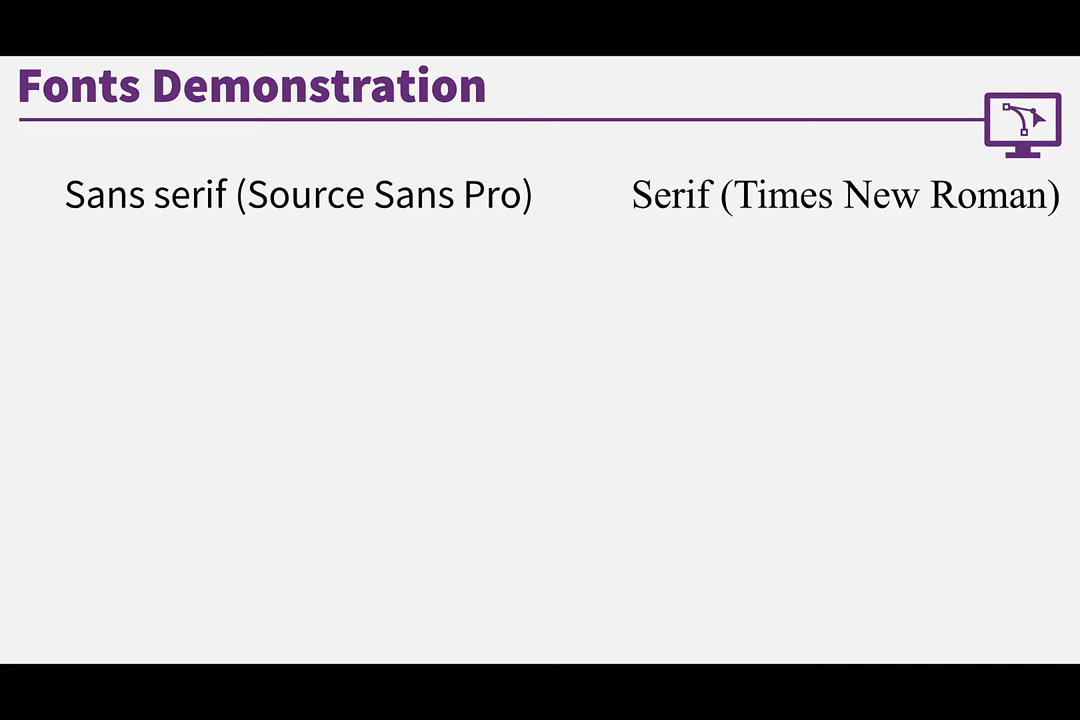 Fonts Demonstration
Sans serif (Source Sans Pro)
Serif (Times New Roman)